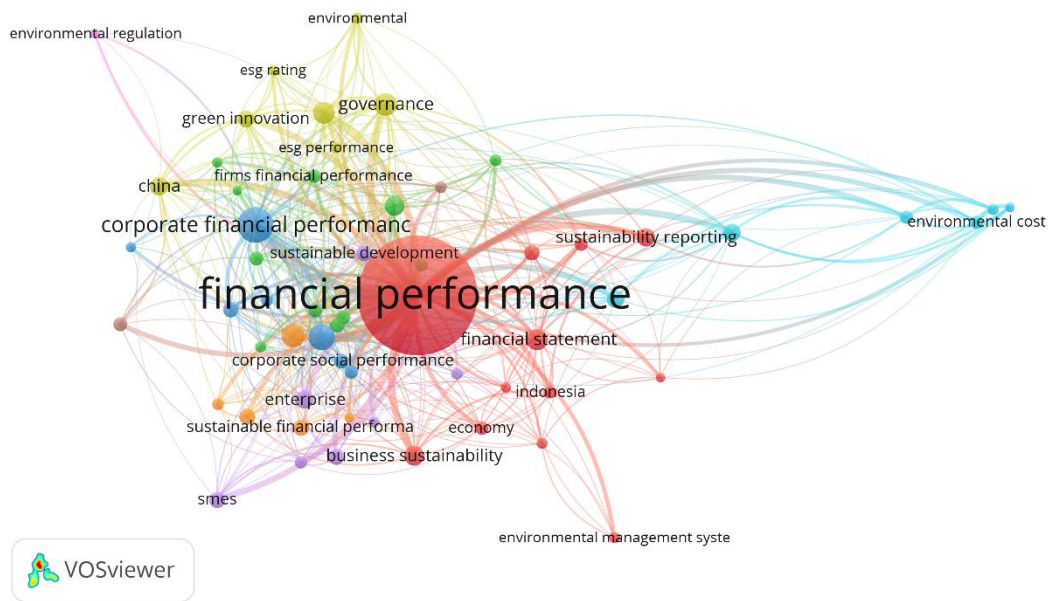 environmental
environmental regulation
esg rating
governance
green innovation
esg performance
firms financial performance
china
corporate financial performanc
environmental cost
sustainability reporting
sustainable development
financial performance
financial statement
corporate social performance
indonesia
enterprise
sustainable financial performa
economy
business sustainability
smes
environmental management syste
VOSviewer